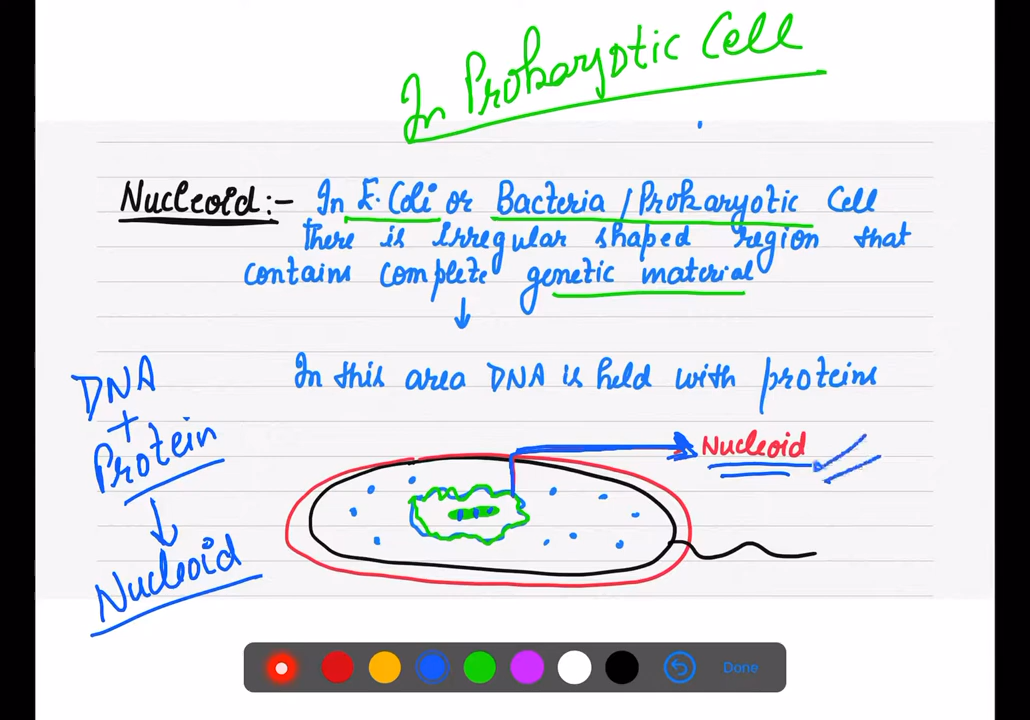 In Prokaryotic Cell
Nucleoid:- In E.Coli or Bacteria/Prokaryotic Cell
there is irregular shaped region that
contains complete genetic material
↓
In this area DNA is held with proteins
DNA
+
Protein
↓
Nucleoid
Nucleoid
Done